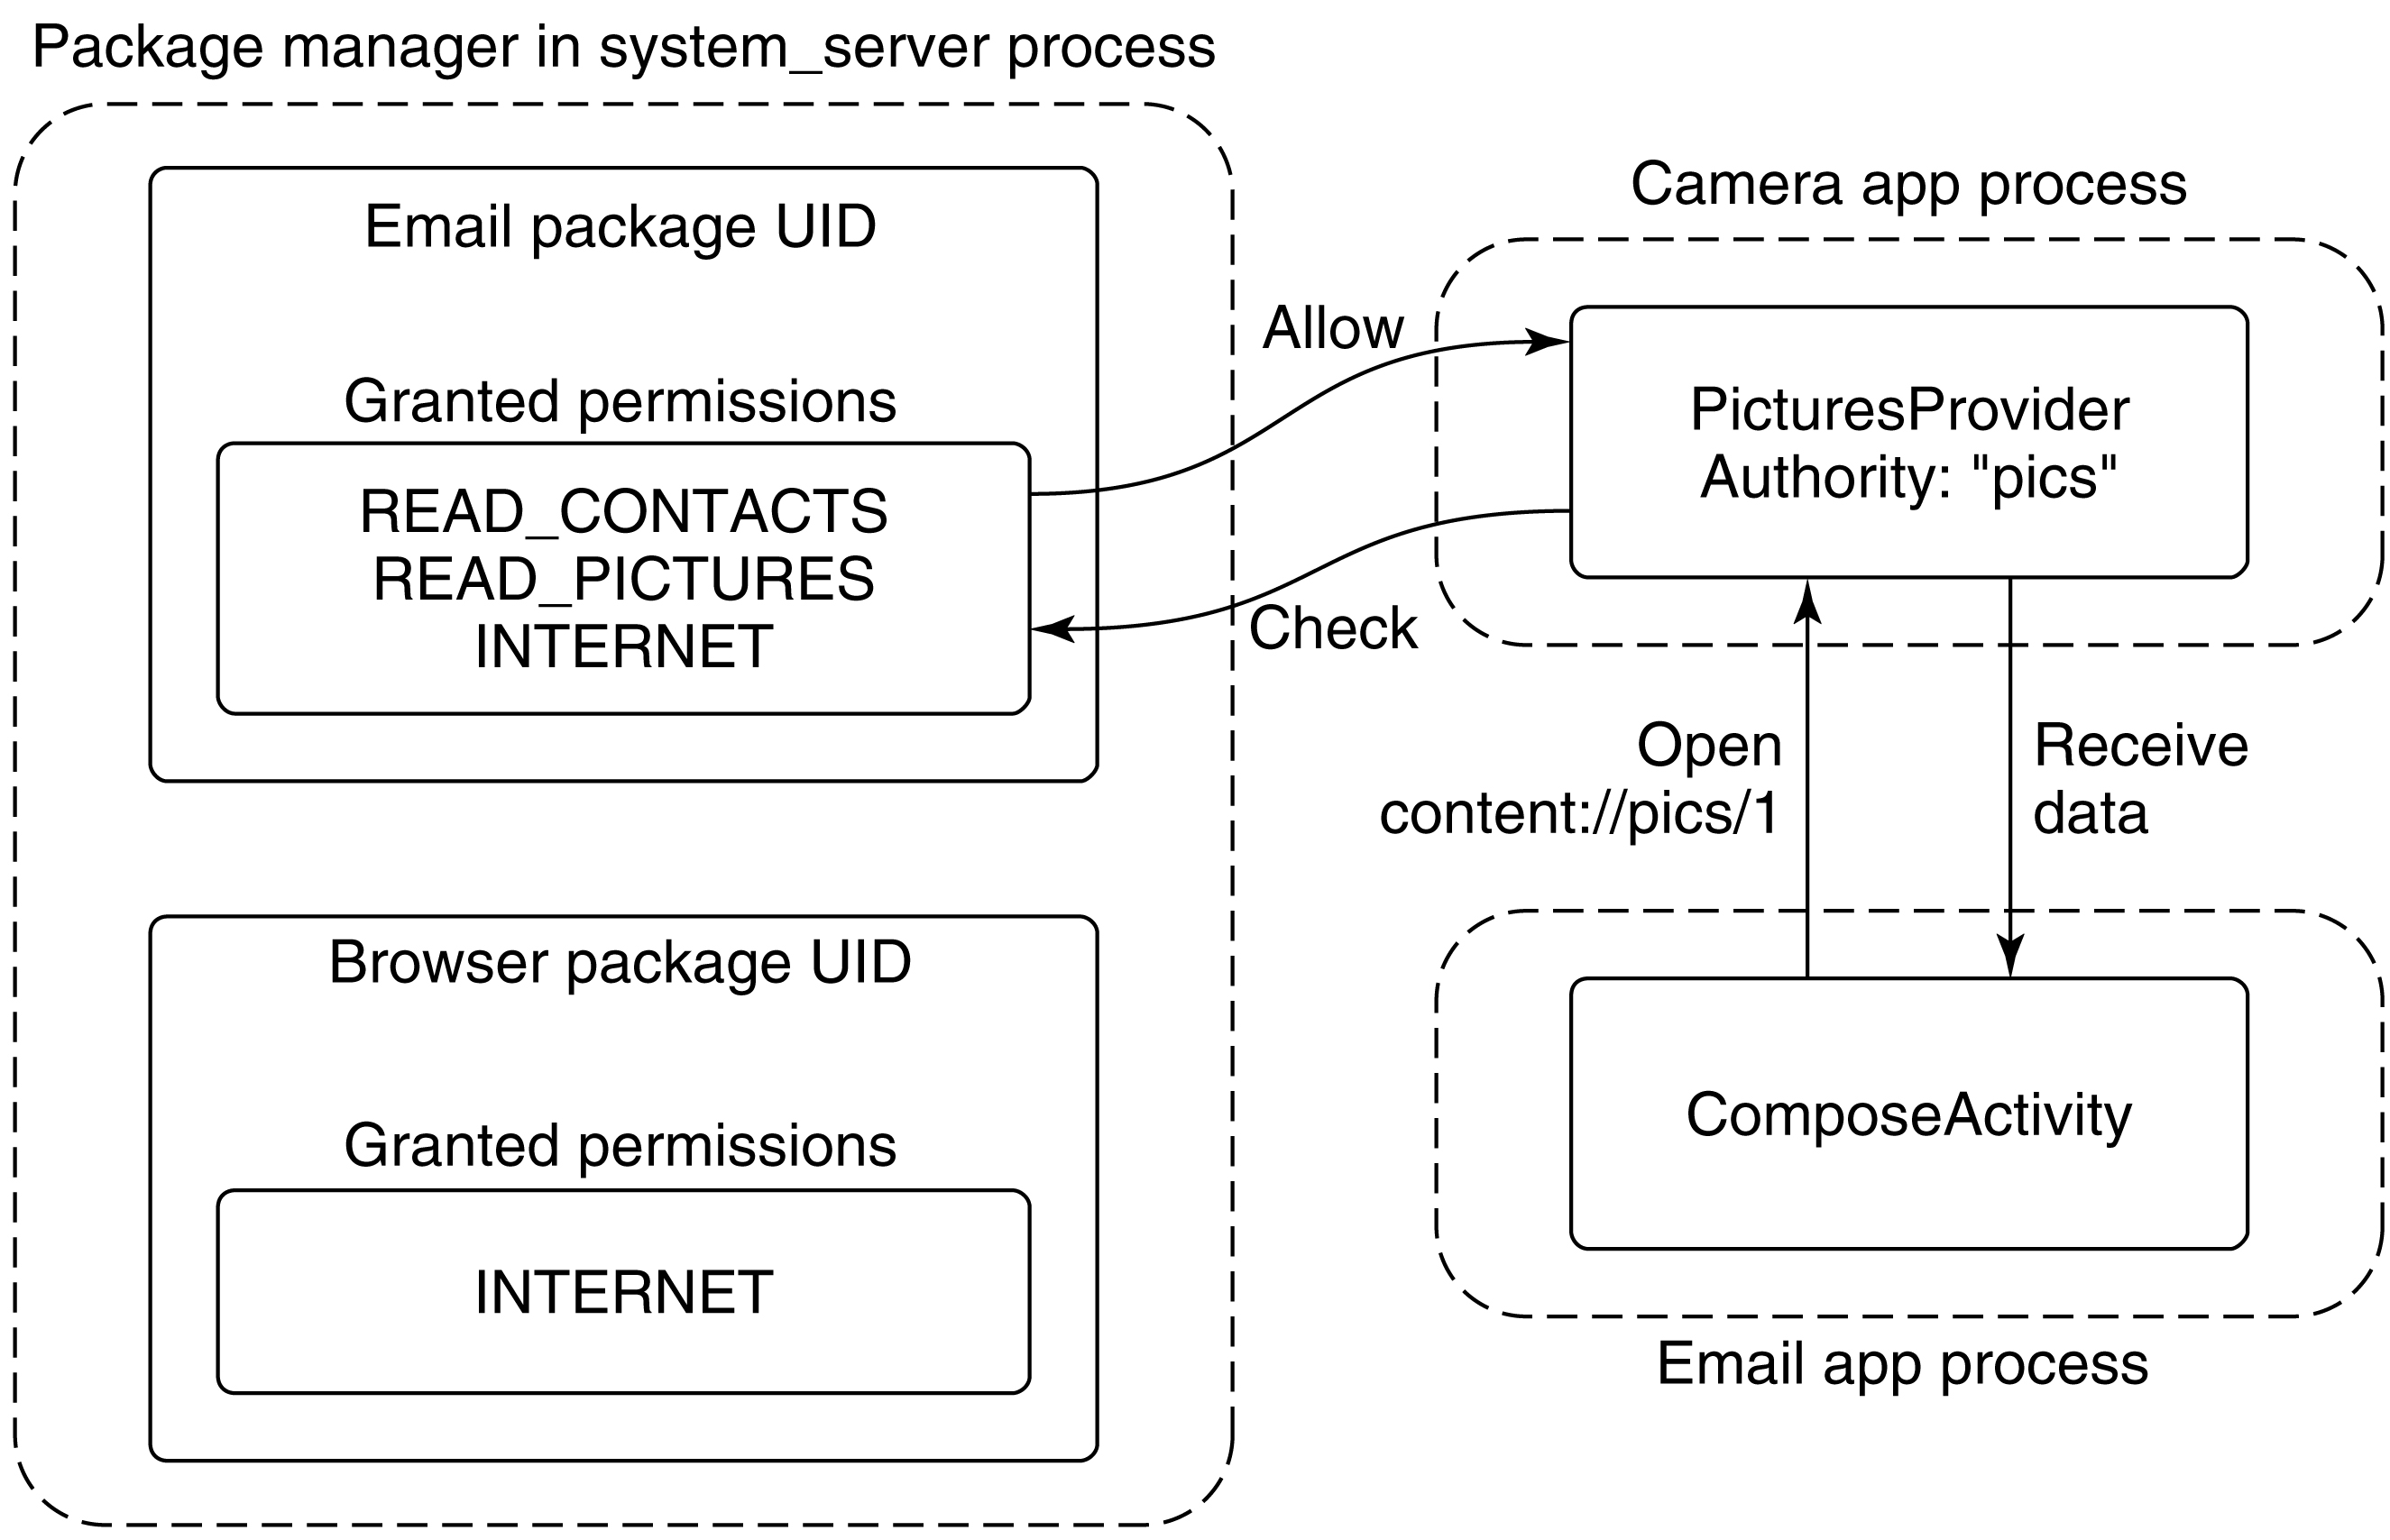 Package manager in system_server process
Email package UID
Granted permissions
READ_CONTACTS
READ_PICTURES
INTERNET
Browser package UID
Granted permissions
INTERNET
Allow
Check
Camera app process
PicturesProvider
Authority: "pics"
Open
content://pics/1
Receive
data
ComposeActivity
Email app process